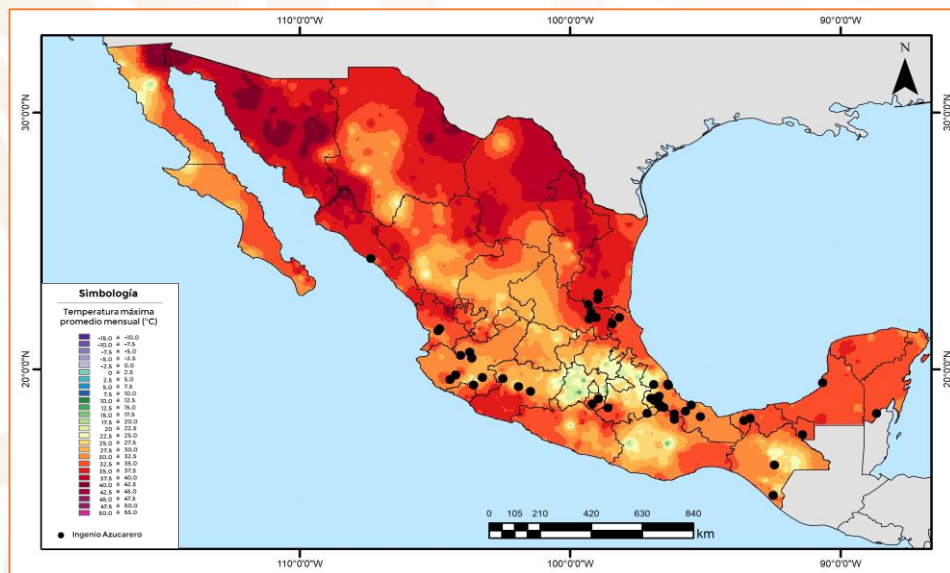 110°0'0"W 100°0'0"W 90°0'0"W
N
30°0'0"N 30°0'0"N
20°0'0"N 20°0'0"N
Simbología
Temperatura máxima
promedio mensual (°C)
-15.0 a -10.0
-10.0 a -7.5
-7.5 a -5.0
-5.0 a -2.5
-2.5 a 0.0
0 a 2.5
2.5 a 5.0
5.0 a 7.5
7.5 a 10.0
10.0 a 12.5
12.5 a 15.0
15.0 a 17.5
17.5 a 20.0
20 a 22.5
22.5 a 25.0
25.0 a 27.5
27.5 a 30.0
30.0 a 32.5
32.5 a 35.0
35.0 a 37.5
37.5 a 40.0
40.0 a 42.5
42.5 a 45.0
45.0 a 47.5
47.5 a 50.0
50.0 a 55.0
Ingenio Azucarero
0 105 210 420 630 840
km
110°0'0"W 100°0'0"W 90°0'0"W